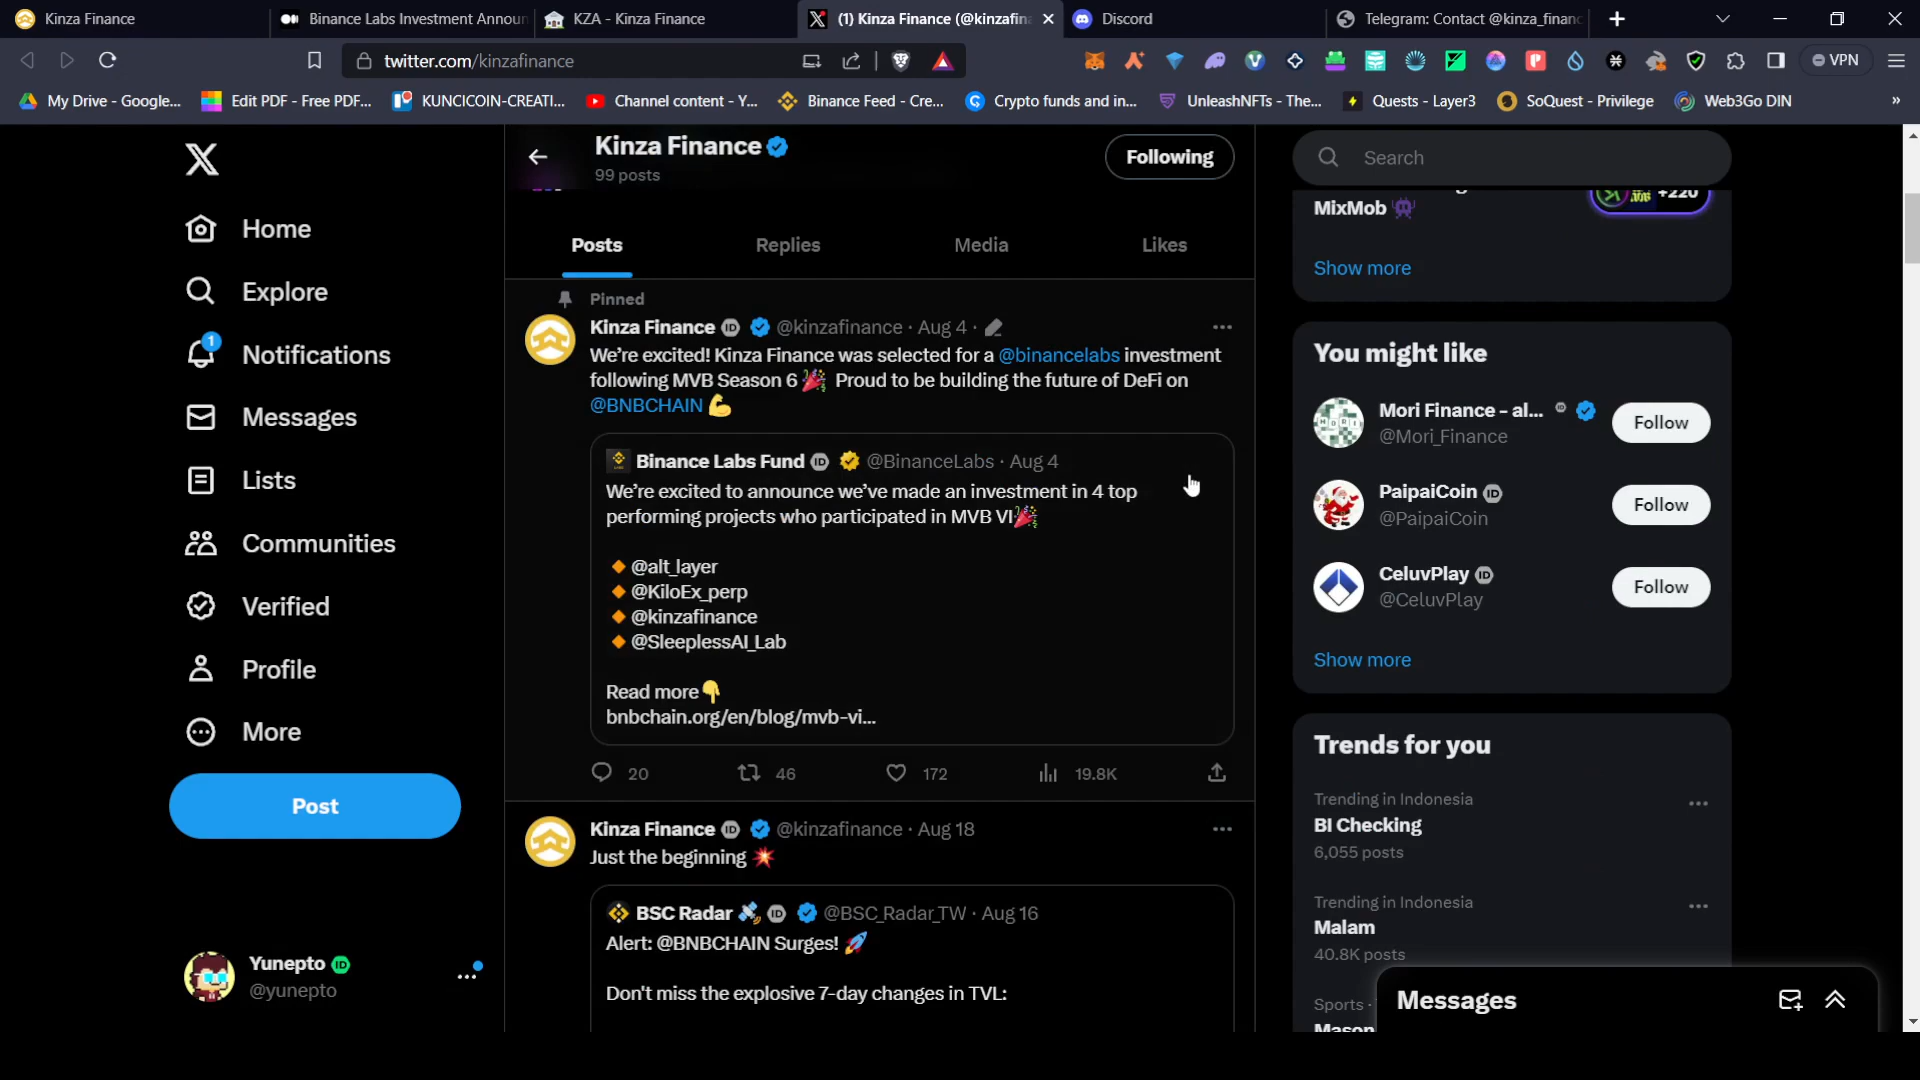 Kinza Finance
Binance Labs Investment Announ
KZA - Kinza Finance
(1) Kinza Finance (@kinzafina
Discord
Telegram: Contact @kinza_financ
twitter.com/kinzafinance
VPN
My Drive - Google...
Edit PDF - Free PDF...
KUNCICOIN-CREATI...
Channel content - Y...
Binance Feed - Cre...
Crypto funds and in...
UnleashNFTs - The...
Quests - Layer3
SoQuest - Privilege
Web3Go DIN
X
Home
Explore
1
Notifications
Messages
Lists
Communities
Verified
Profile
More
Post
Yunepto
@yunepto
Kinza Finance
99 posts
Following
Posts
Replies
Media
Likes
Pinned
Kinza Finance @kinzafinance · Aug 4 ·
We're excited! Kinza Finance was selected for a @binancelabs investment
following MVB Season 6🎉 Proud to be building the future of DeFi on
@BNBCHAIN 💪
Binance Labs Fund @BinanceLabs · Aug 4
We're excited to announce we've made an investment in 4 top
performing projects who participated in MVB VI🎉
🔸@alt_layer
🔸@KiloEx_perp
🔸@kinzafinance
🔸@SleeplessAI_Lab
Read more👇
bnbchain.org/en/blog/mvb-vi...
20
46
172
19.8K
Kinza Finance @kinzafinance · Aug 18
Just the beginning 💥
BSC Radar 🛰️ @BSC_Radar_TW · Aug 16
Alert: @BNBCHAIN Surges! 🚀
Don't miss the explosive 7-day changes in TVL:
Search
+220
MixMob 👾
Show more
You might like
Mori Finance – al...
@Mori_Finance
Follow
PaipaiCoin
@PaipaiCoin
Follow
CeluvPlay
@CeluvPlay
Follow
Show more
Trends for you
Trending in Indonesia
BI Checking
6,055 posts
Trending in Indonesia
Malam
40.8K posts
Sports ·
Mason
Messages